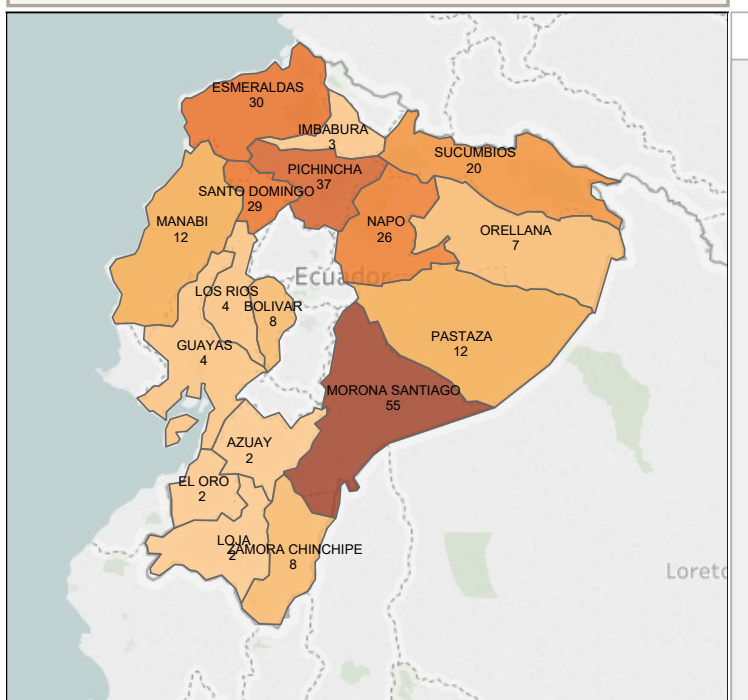 ESMERALDAS
30
IMBABURA
3
SUCUMBIOS
20
PICHINCHA
37
SANTO DOMINGO
29
MANABI
12
NAPO
26
ORELLANA
7
Ecuador
LOS RIOS
4
BOLIVAR
8
GUAYAS
4
PASTAZA
12
MORONA SANTIAGO
55
AZUAY
2
EL ORO
2
LOJA
2
ZAMORA CHINCHIPE
8
Loreto